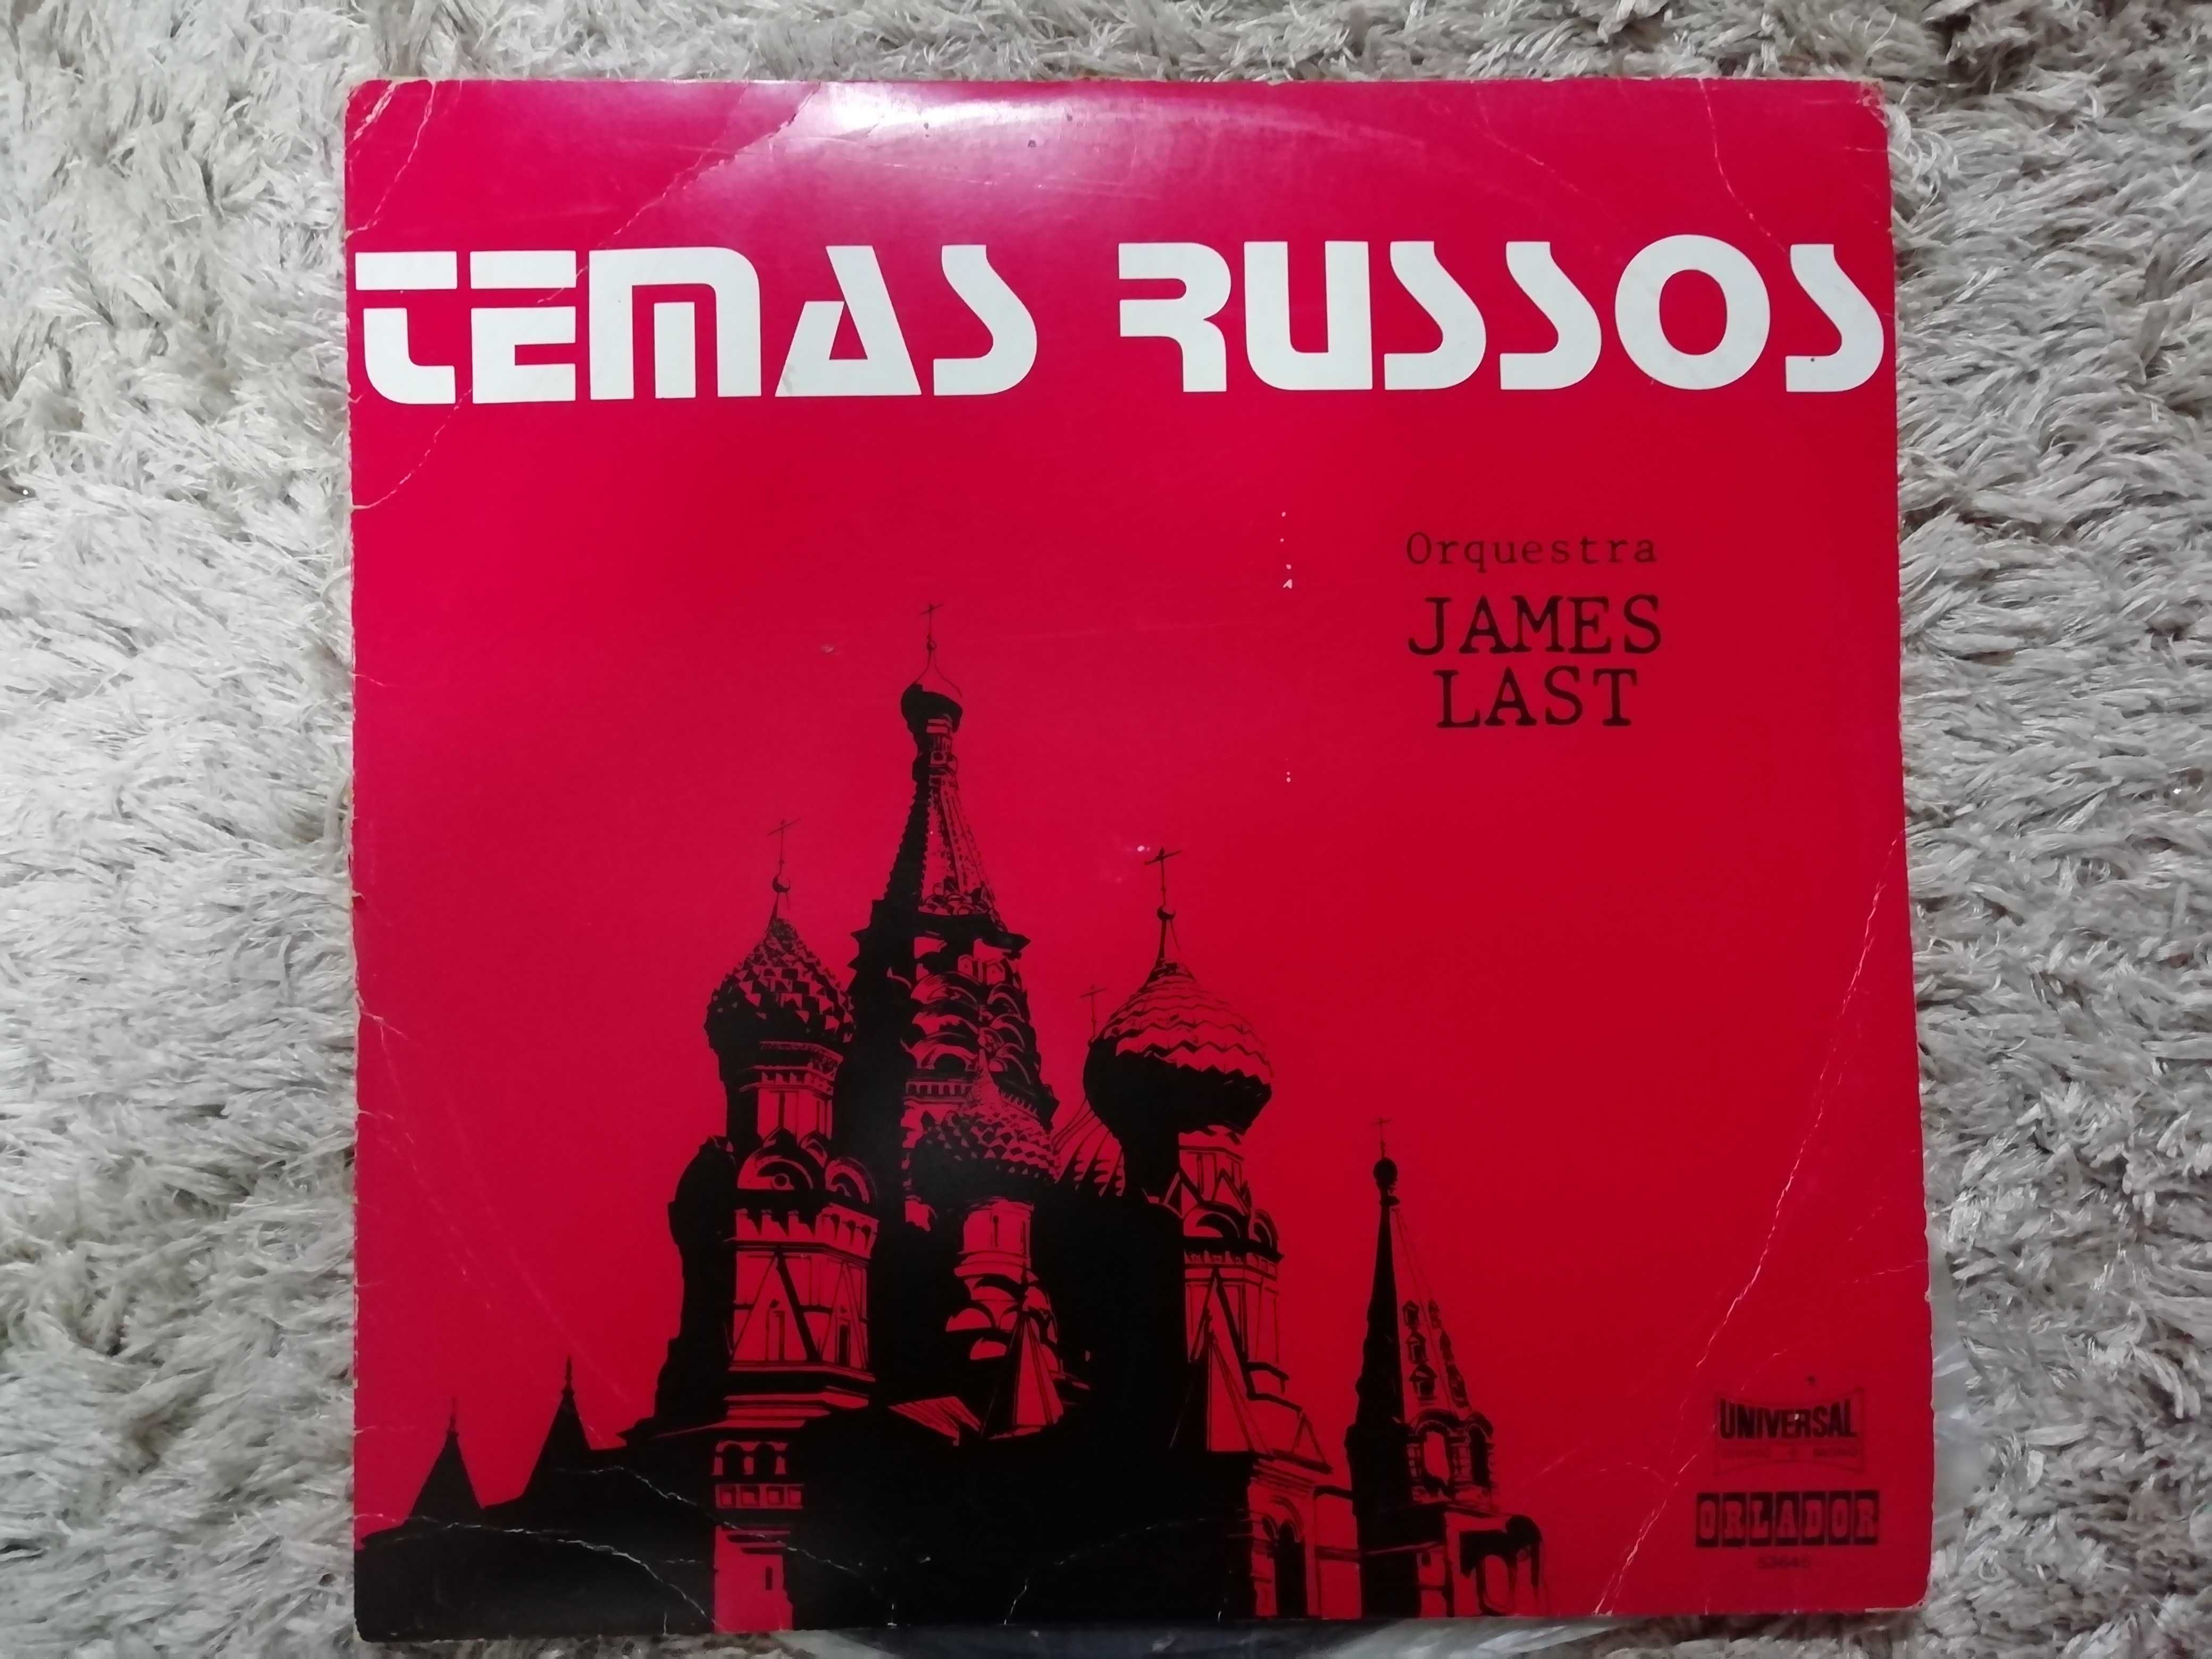 TEMAS RUSSOS
Orquestra
JAMES
LAST
UNIVERSAL
ORLADOR